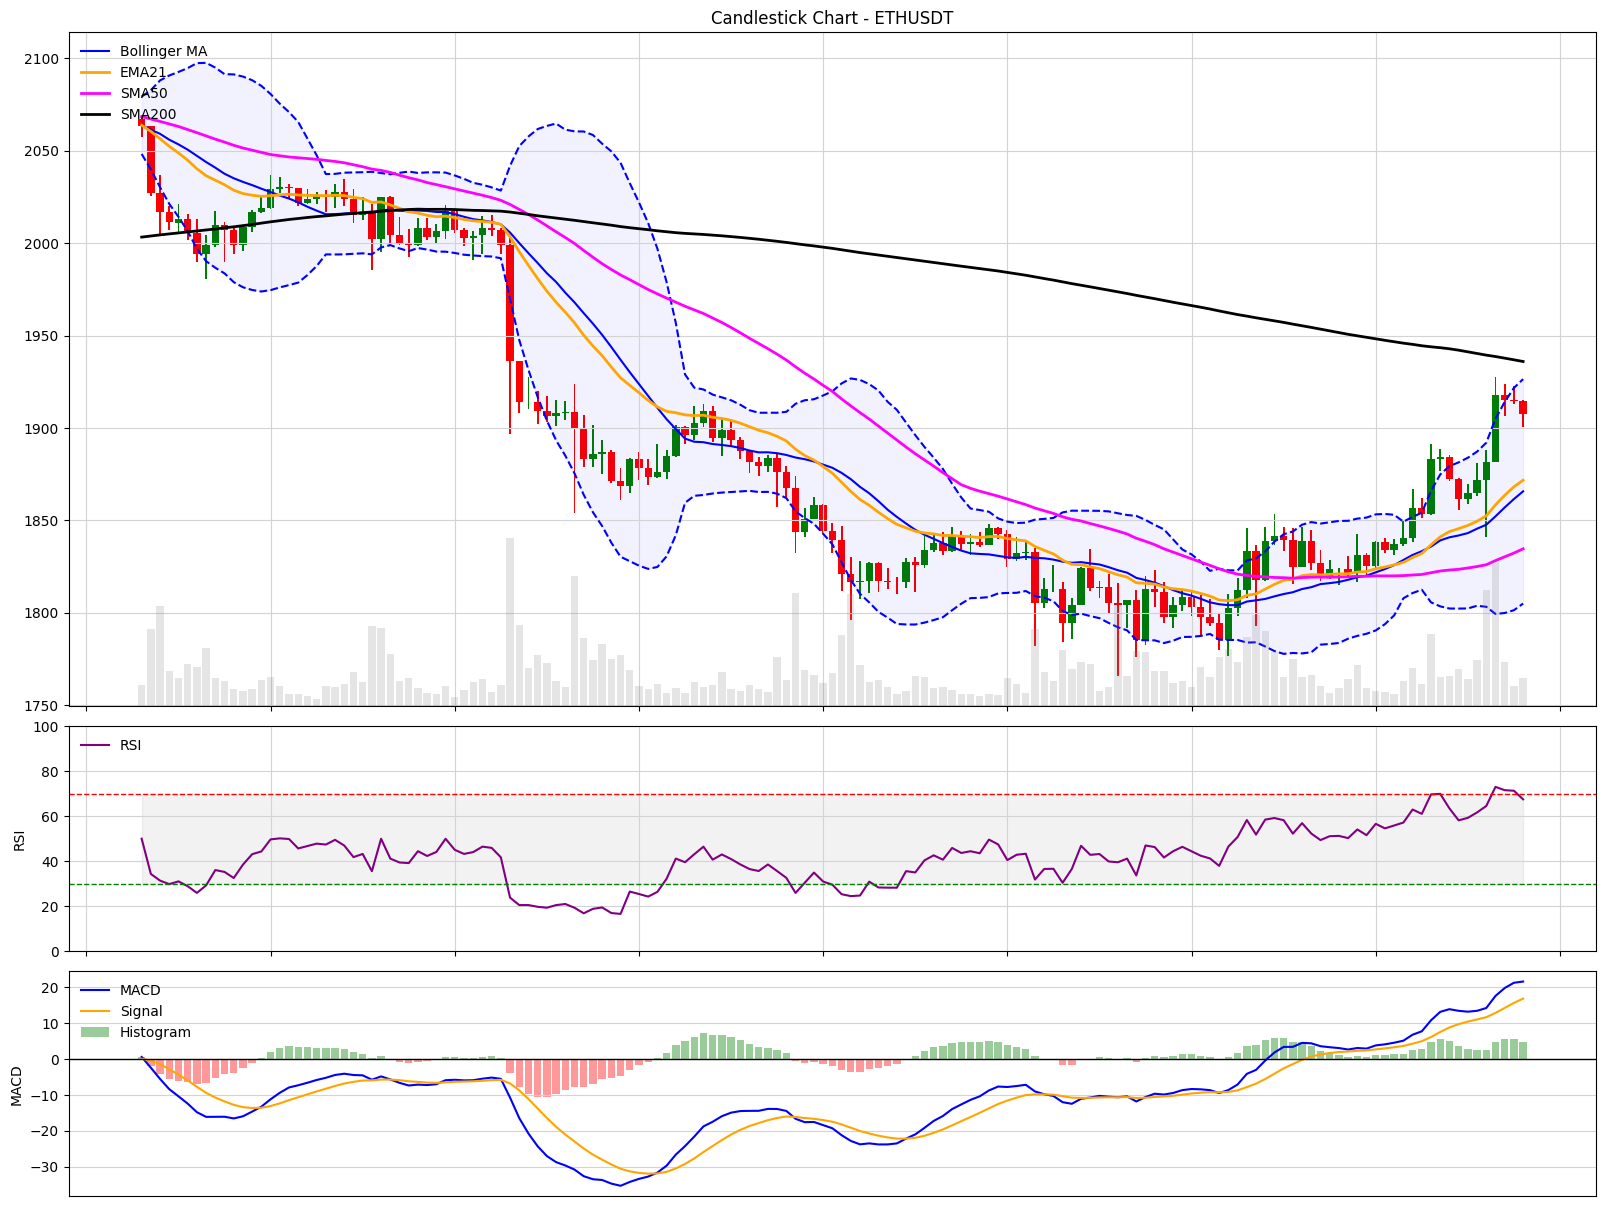 Candlestick Chart - ETHUSDT
Bollinger MA
EMA21
SMA50
SMA200
2100
2050
2000
1950
1900
1850
1800
1750
RSI
100
80
60
40
20
0
RSI
MACD
Signal
Histogram
20
10
0
−10
−20
−30
MACD